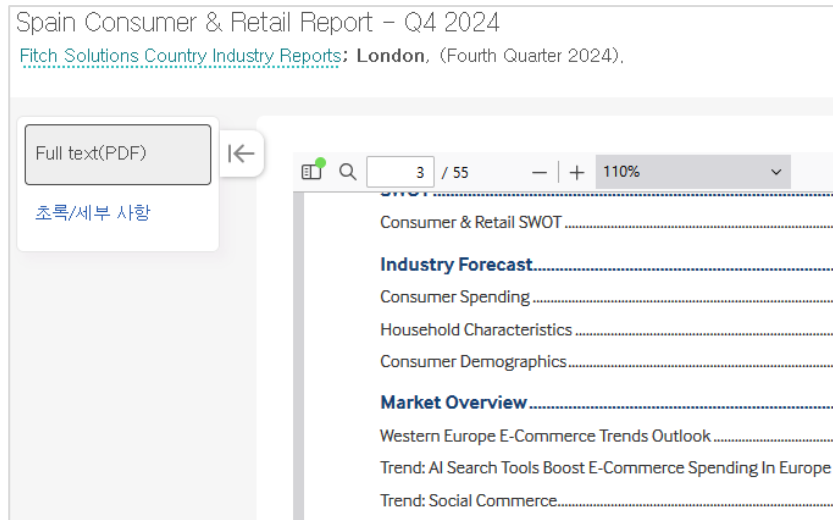 Spain Consumer & Retail Report – Q4 2024
Fitch Solutions Country Industry Reports; London, (Fourth Quarter 2024).
Full text(PDF)
초록/세부 사항
3 / 55
110%
SWOT
Consumer & Retail SWOT
Industry Forecast
Consumer Spending
Household Characteristics
Consumer Demographics
Market Overview
Western Europe E-Commerce Trends Outlook
Trend: AI Search Tools Boost E-Commerce Spending In Europe
Trend: Social Commerce